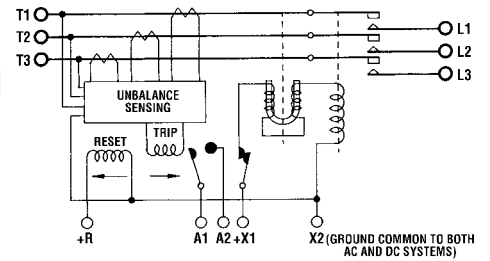 T1
T2
T3
L1
L2
L3
UNBALANCE
SENSING
TRIP
RESET
+R
A1
A2
+X1
X2 (GROUND COMMON TO BOTH
AC AND DC SYSTEMS)